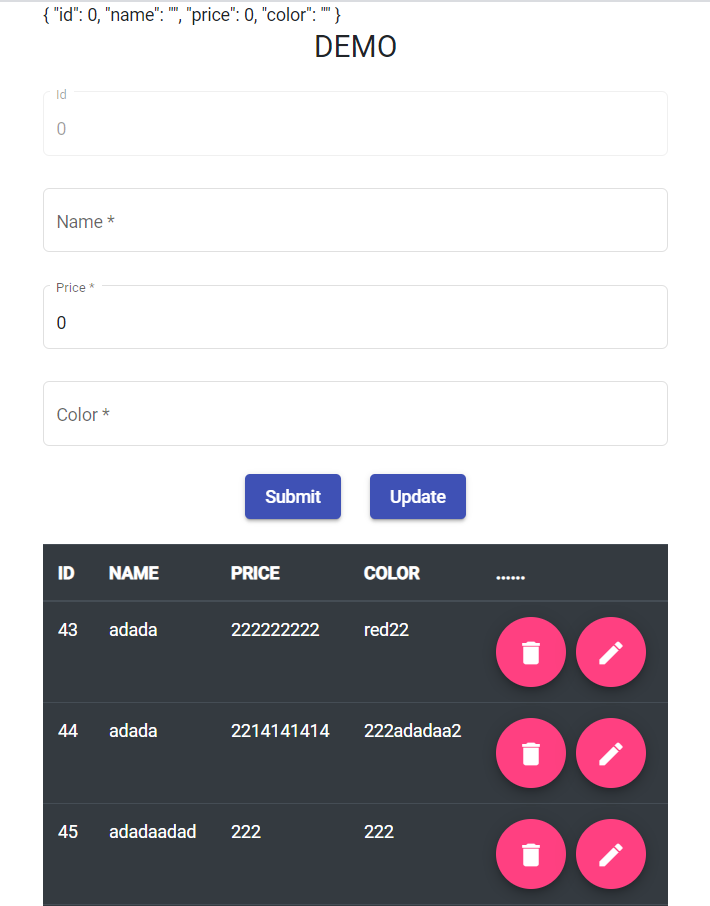 { "id": 0, "name": "", "price": 0, "color": "" }
DEMO
Id
0
Name *
Price *
0
Color *
Submit Update
ID NAME PRICE COLOR ......
43 adada 222222222 red22
44 adada 2214141414 222adadaa2
45 adadaadad 222 222